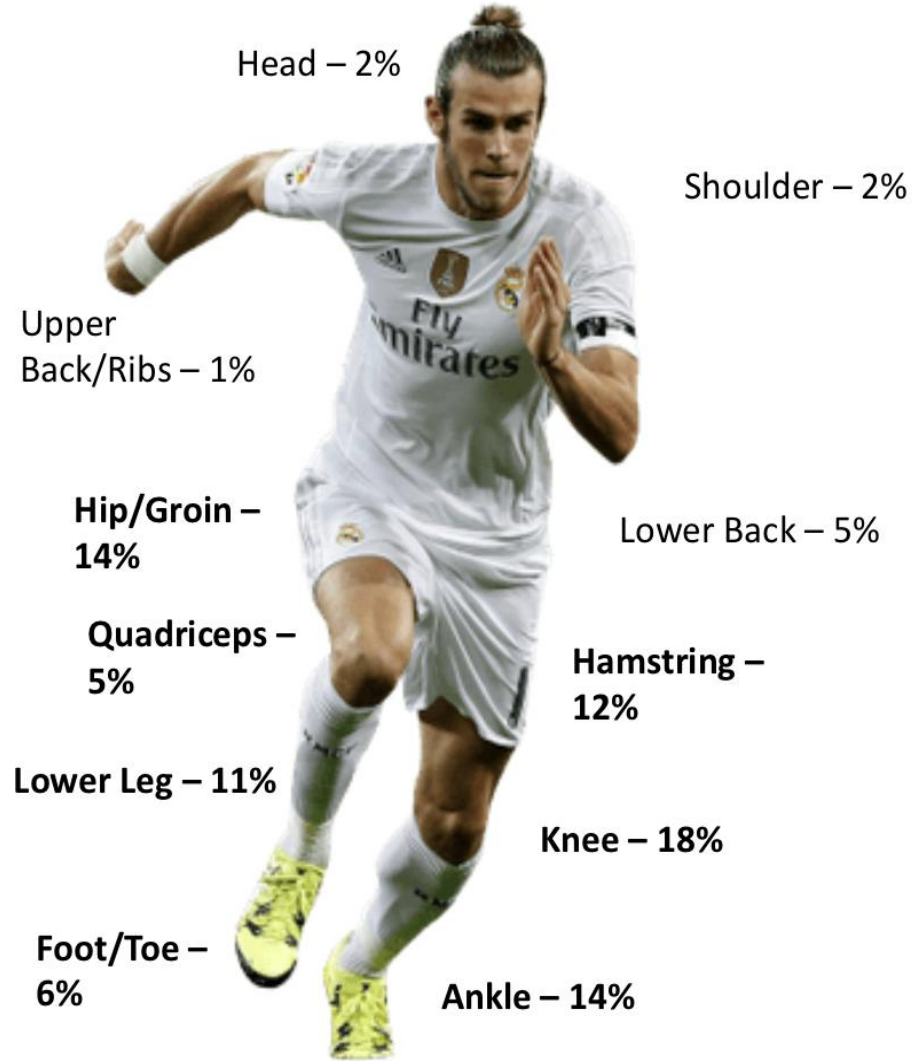 Head – 2%
Shoulder – 2%
Fly
Emirates
Upper
Back/Ribs – 1%
Hip/Groin –
14%
Lower Back – 5%
Quadriceps –
5%
Hamstring –
12%
Lower Leg – 11%
Knee – 18%
Foot/Toe –
6%
Ankle – 14%